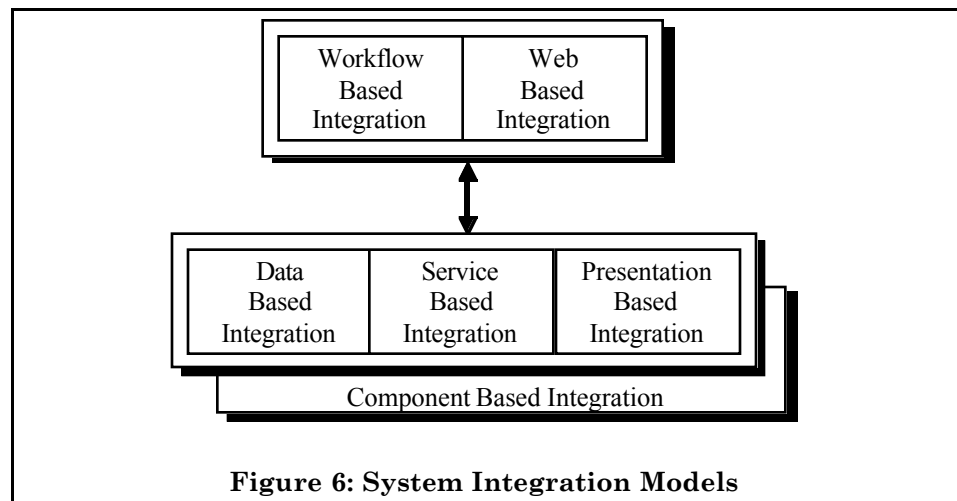 Workflow
Based
Integration
Web
Based
Integration
Data
Based
Integration
Service
Based
Integration
Presentation
Based
Integration
Component Based Integration
Figure 6: System Integration Models